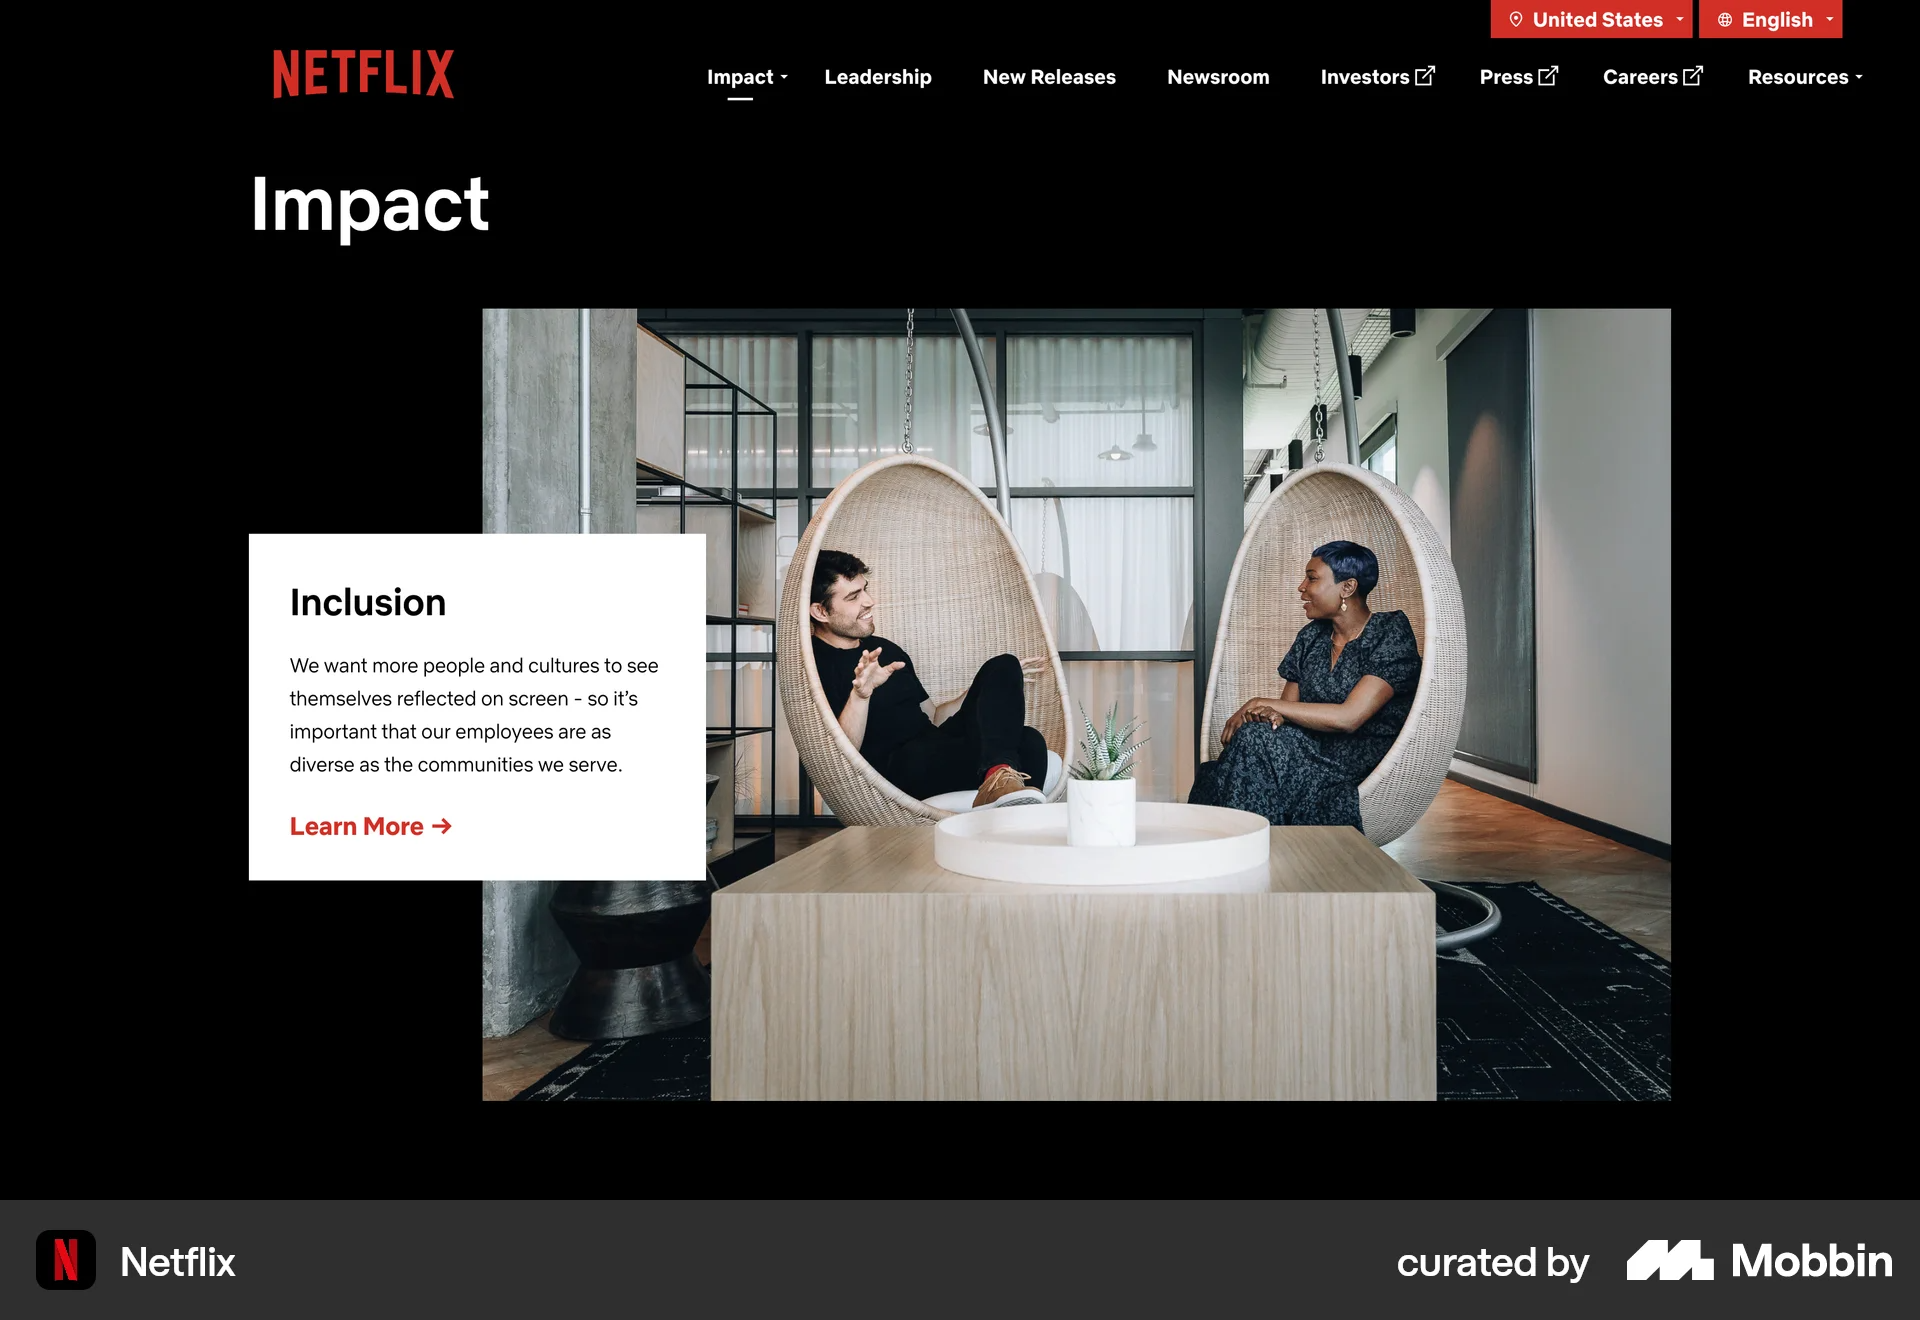 United States English
NETFLIX
Impact Leadership New Releases Newsroom Investors Press Careers Resources
Impact
Inclusion
We want more people and cultures to see
themselves reflected on screen - so it’s
important that our employees are as
diverse as the communities we serve.
Learn More →
Netflix
curated by Mobbin